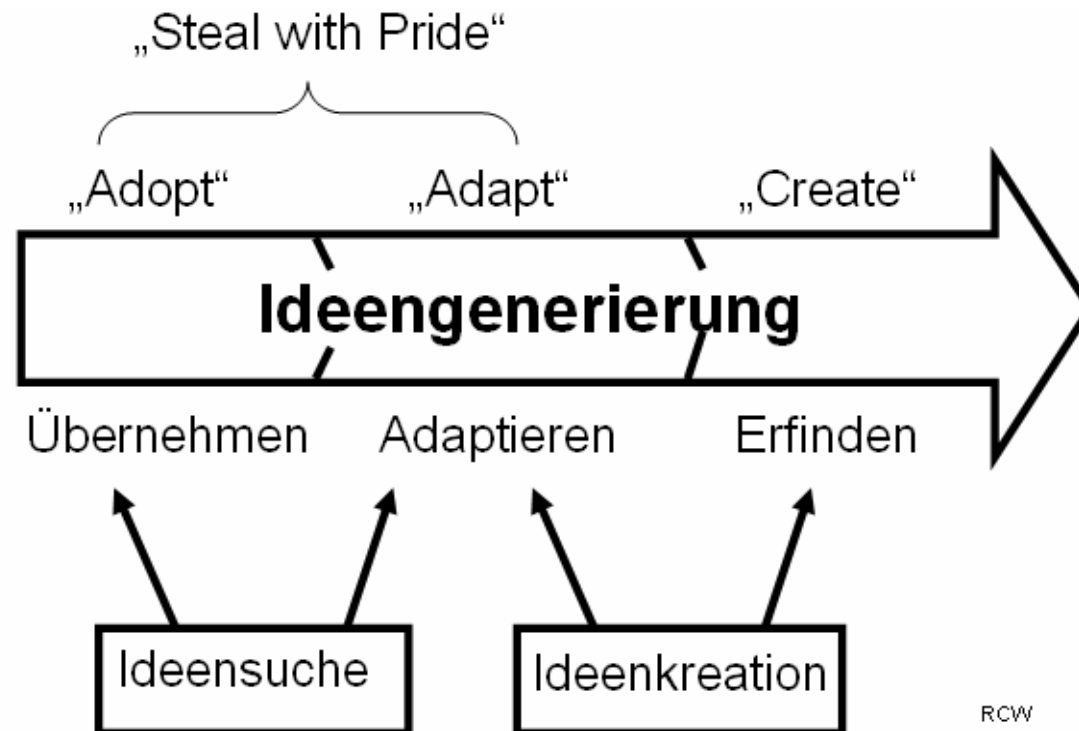 „Steal with Pride“
„Adopt“ „Adapt“ „Create“
Ideengenerierung
Übernehmen Adaptieren Erfinden
Ideensuche Ideenkreation
RCW